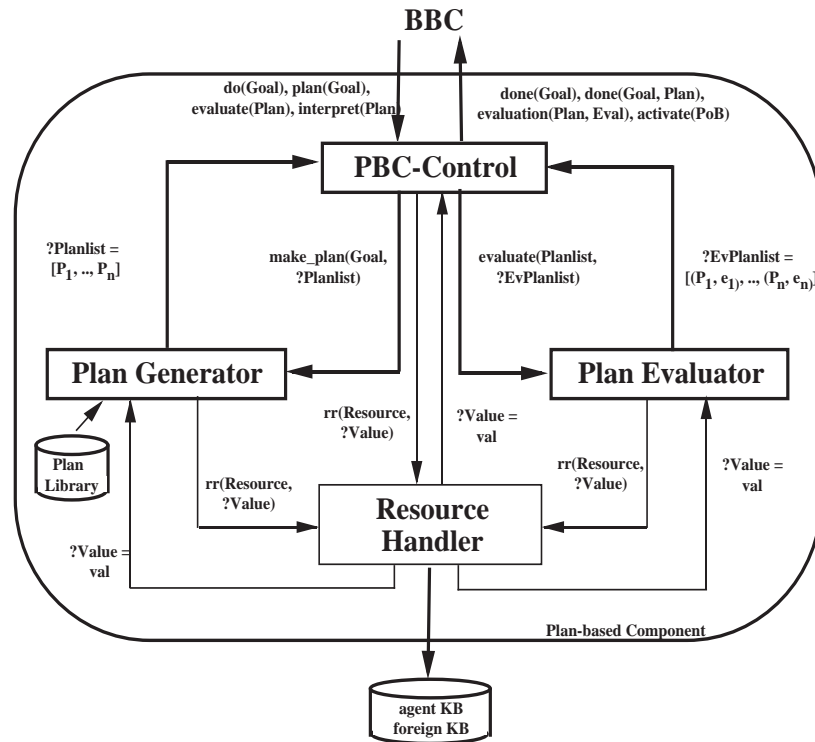 BBC
do(Goal), plan(Goal),
evaluate(Plan), interpret(Plan)
done(Goal), done(Goal, Plan),
evaluation(Plan, Eval), activate(PoB)
PBC-Control
?Planlist =
[P1, .., Pn]
make_plan(Goal,
?Planlist)
evaluate(Planlist,
?EvPlanlist)
?EvPlanlist =
[(P1, e1), .., (Pn, en)]
Plan Generator
Plan Evaluator
Plan
Library
rr(Resource,
?Value)
?Value =
val
rr(Resource,
?Value)
rr(Resource,
?Value)
?Value =
val
Resource
Handler
?Value =
val
Plan-based Component
agent KB
foreign KB